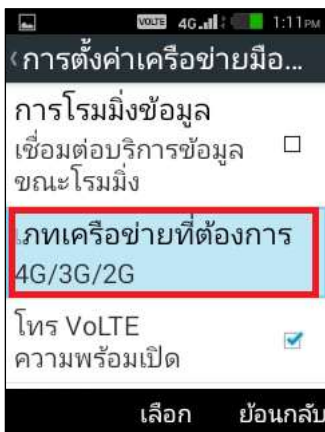 VOLTE 4G 1:11PM
การตั้งค่าเครือข่ายมือ...
การโรมมิ่งข้อมูล
เชื่อมต่อบริการข้อมูล
ขณะโรมมิ่ง
ภทเครือข่ายที่ต้องการ
4G/3G/2G
โทร VoLTE
ความพร้อมเปิด
เลือก ย้อนกลับ